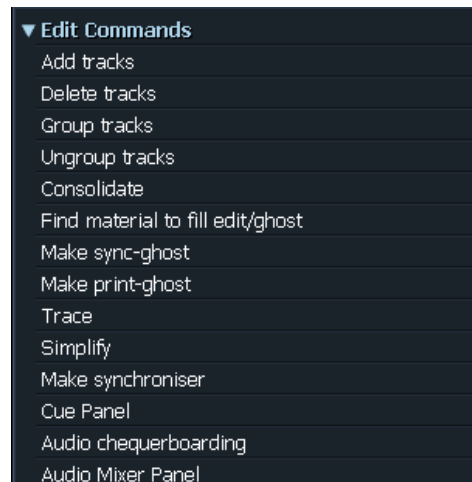 Edit Commands
Add tracks
Delete tracks
Group tracks
Ungroup tracks
Consolidate
Find material to fill edit/ghost
Make sync-ghost
Make print-ghost
Trace
Simplify
Make synchroniser
Cue Panel
Audio chequerboarding
Audio Mixer Panel